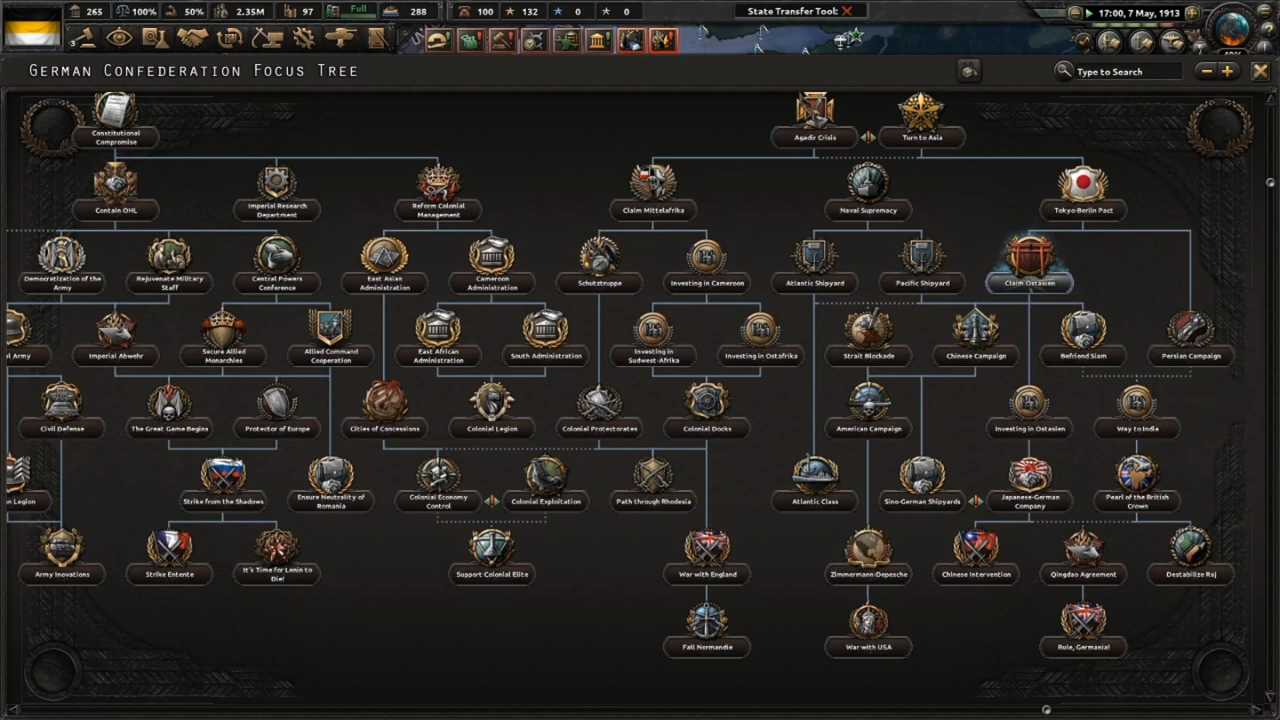 265
100%
50%
2.35M
97
Full
288
100
132
0
0
State Transfer Tool:
17:00, 7 May, 1913
3
German Confederation Focus Tree
Type to Search
Constitutional
Compromise
Agadir Crisis
Turn to Asia
Contain OHL
Imperial Research
Department
Reform Colonial
Management
Claim Mittelafrika
Naval Supremacy
Tokyo-Berlin Pact
Democratization of the
Army
Rejuvenate Military
Staff
Central Powers
Conference
East Asian
Administration
Cameroon
Administration
Schutztruppe
Investing in Cameroon
Atlantic Shipyard
Pacific Shipyard
Claim Ostasien
al Army
Imperial Abwehr
Secure Allied
Monarchies
Allied Command
Cooperation
East African
Administration
South Administration
Investing in
Sudwest-Afrika
Investing in Ostafrika
Strait Blockade
Chinese Campaign
Befriend Siam
Persian Campaign
Civil Defense
The Great Game Begins
Protector of Europe
Cities of Concessions
Colonial Legion
Colonial Protectorates
Colonial Docks
American Campaign
Investing in Ostasien
Way to India
n Legion
Strike from the Shadows
Ensure Neutrality of
Romania
Colonial Economy
Control
Colonial Exploitation
Path through Rhodesia
Atlantic Class
Sino-German Shipyards
Japanese-German
Company
Pearl of the British
Crown
Army Inovations
Strike Entente
It's Time for Lenin to
Die!
Support Colonial Elite
War with England
Zimmermann-Depesche
Chinese Intervention
Qingdao Agreement
Destabilize Raj
Fall Normandie
War with USA
Rule, Germania!